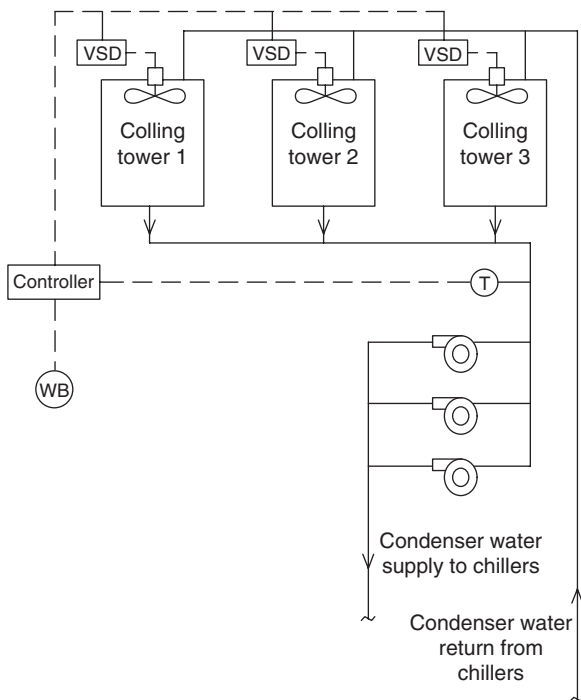 VSD
VSD
VSD
Colling
tower 1
Colling
tower 2
Colling
tower 3
Controller
T
WB
Condenser water
supply to chillers
Condenser water
return from
chillers